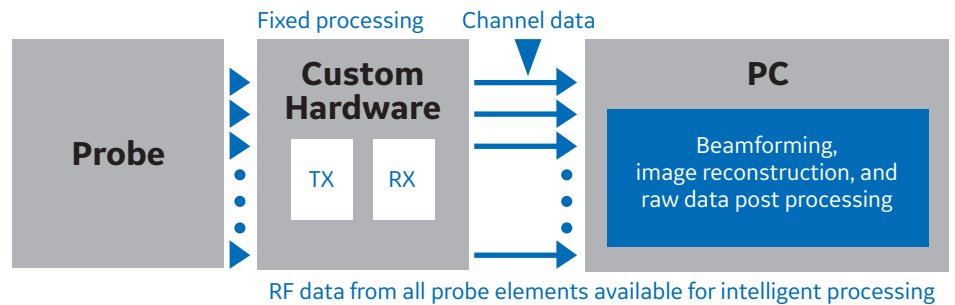 Fixed processing
Channel data
Probe
Custom
Hardware
TX
RX
PC
Beamforming,
image reconstruction, and
raw data post processing
RF data from all probe elements available for intelligent processing